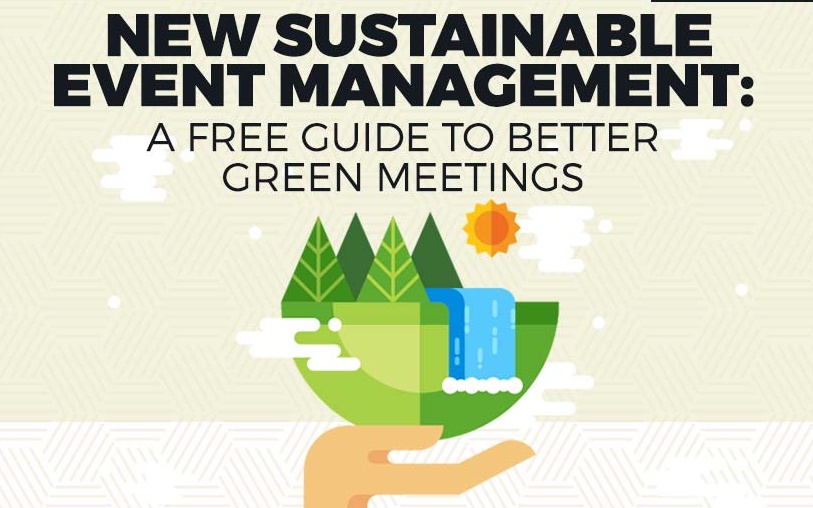 NEW SUSTAINABLE
EVENT MANAGEMENT:
A FREE GUIDE TO BETTER
GREEN MEETINGS